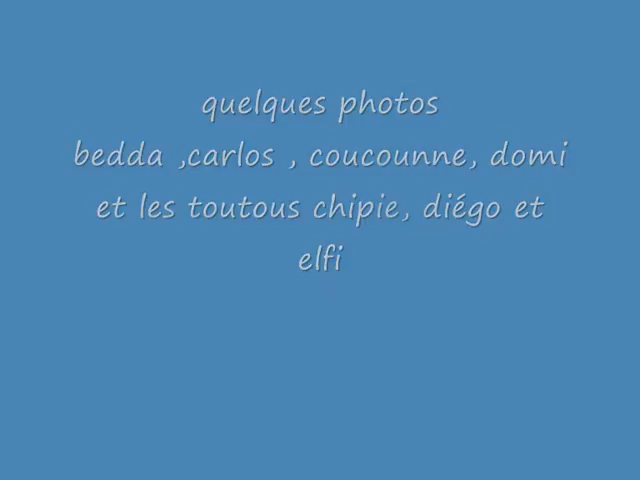 quelques photos
bedda ,carlos , coucounne, domi
et les toutous chipie, diégo et
elfi